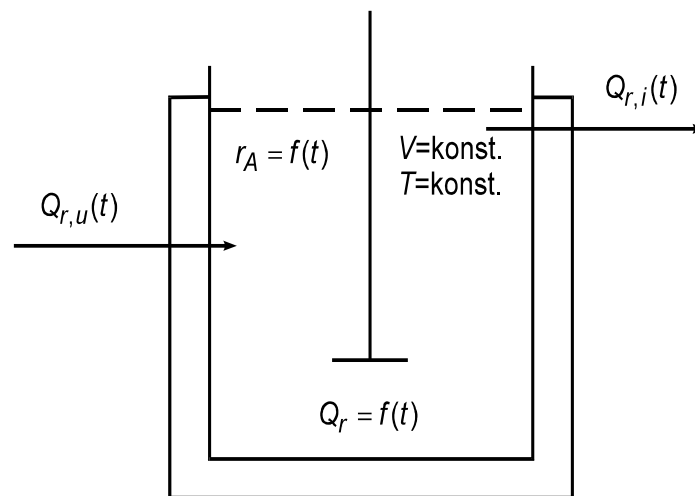 Q_{r,i}(t)
r_A = f(t)
V=konst.
T=konst.
Q_{r,u}(t)
Q_r = f(t)